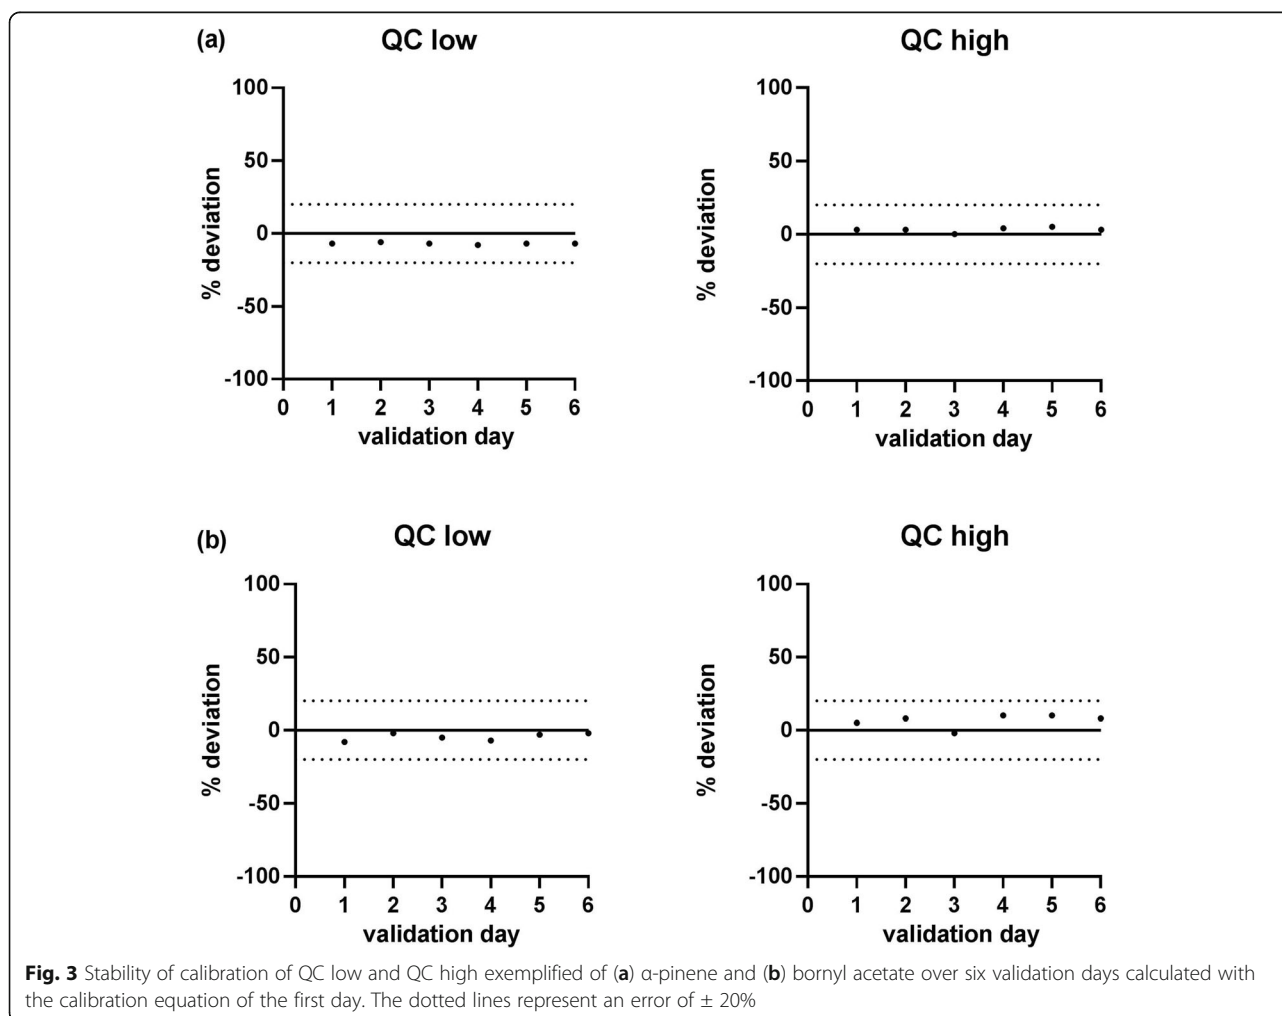 (a) QC low QC high
100 100
50 50
0 0
-50 -50
-100 -100
% deviation % deviation
0 1 2 3 4 5 6 0 1 2 3 4 5 6
validation day validation day
(b) QC low QC high
100 100
50 50
0 0
-50 -50
-100 -100
% deviation % deviation
0 1 2 3 4 5 6 0 1 2 3 4 5 6
validation day validation day
Fig. 3 Stability of calibration of QC low and QC high exemplified of (a) α-pinene and (b) bornyl acetate over six validation days calculated with
the calibration equation of the first day. The dotted lines represent an error of ± 20%